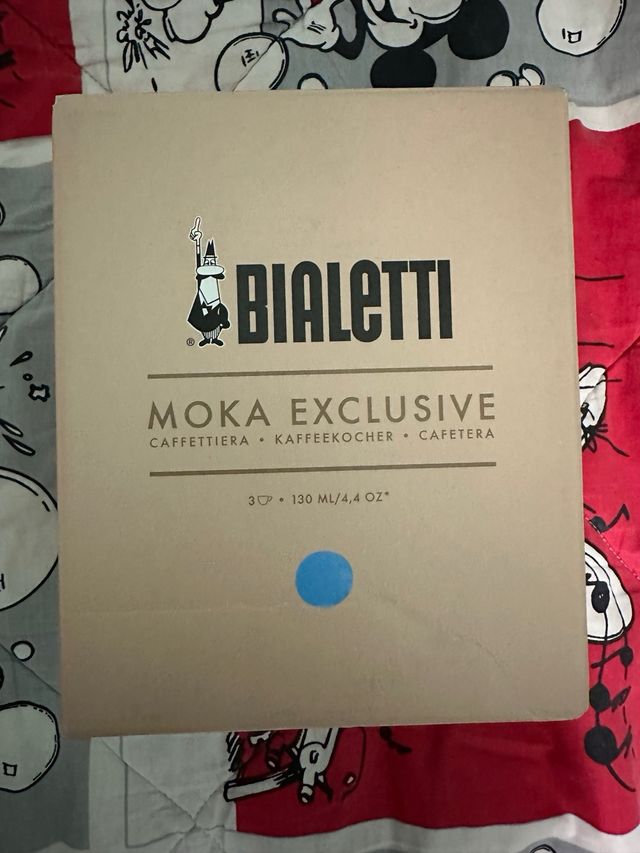 BIALETTI
®
MOKA EXCLUSIVE
CAFFETTIERA • KAFFEEKOCHER • CAFETERA
3 • 130 ML/4,4 OZ*